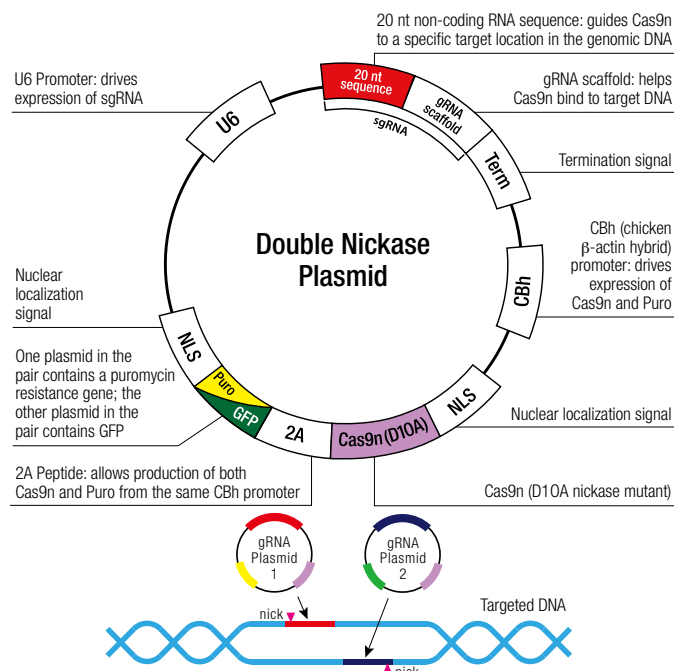 20 nt non-coding RNA sequence: guides Cas9n
to a specific target location in the genomic DNA
U6 Promoter: drives
expression of sgRNA
20 nt
sequence
gRNA
scaffold
gRNA scaffold: helps
Cas9n bind to target DNA
U6
sgRNA
Term
Termination signal
Double Nickase
Plasmid
CBh (chicken
β-actin hybrid)
promoter: drives
expression of
Cas9n and Puro
CBh
Nuclear
localization
signal
NLS
One plasmid in the
pair contains a puromycin
resistance gene; the
other plasmid in the
pair contains GFP
Puro
GFP
2A
Cas9n (D10A)
NLS
Nuclear localization signal
2A Peptide: allows production of both
Cas9n and Puro from the same CBh promoter
Cas9n (D10A nickase mutant)
gRNA
Plasmid
1
gRNA
Plasmid
2
nick
Targeted DNA
nick